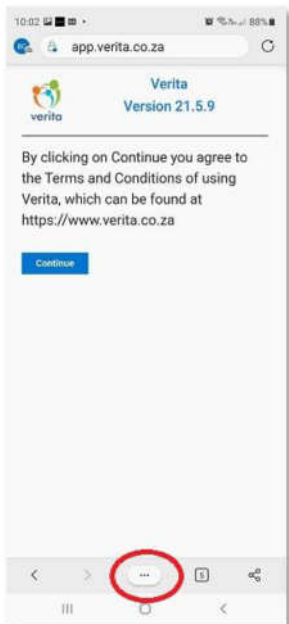 10:02
88%
app.verita.co.za
verita
Verita
Version 21.5.9
By clicking on Continue you agree to
the Terms and Conditions of using
Verita, which can be found at
https://www.verita.co.za
Continue
5